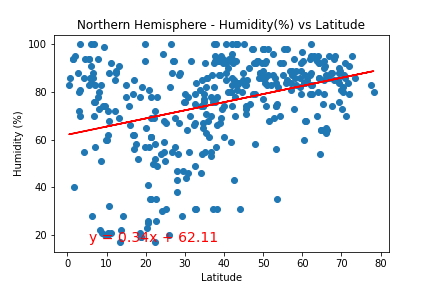 Northern Hemisphere - Humidity(%) vs Latitude
100
80
60
40
20
Humidity (%)
y = 0.34x + 62.11
0 10 20 30 40 50 60 70 80
Latitude